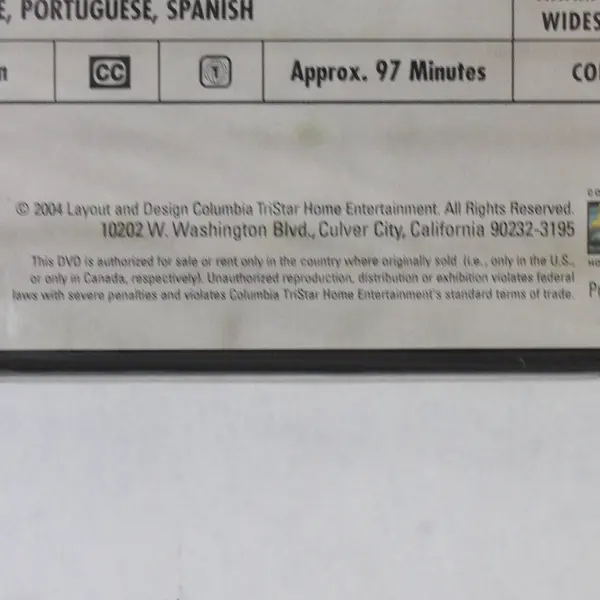 PORTUGUESE, SPANISH
WIDES
CC
1
Approx. 97 Minutes
© 2004 Layout and Design Columbia TriStar Home Entertainment. All Rights Reserved.
10202 W. Washington Blvd., Culver City, California 90232-3195
This DVD is authorized for sale or rent only in the country where originally sold (i.e., only in the U.S.,
or only in Canada, respectively). Unauthorized reproduction, distribution or exhibition violates federal
laws with severe penalties and violates Columbia TriStar Home Entertainment's standard terms of trade.